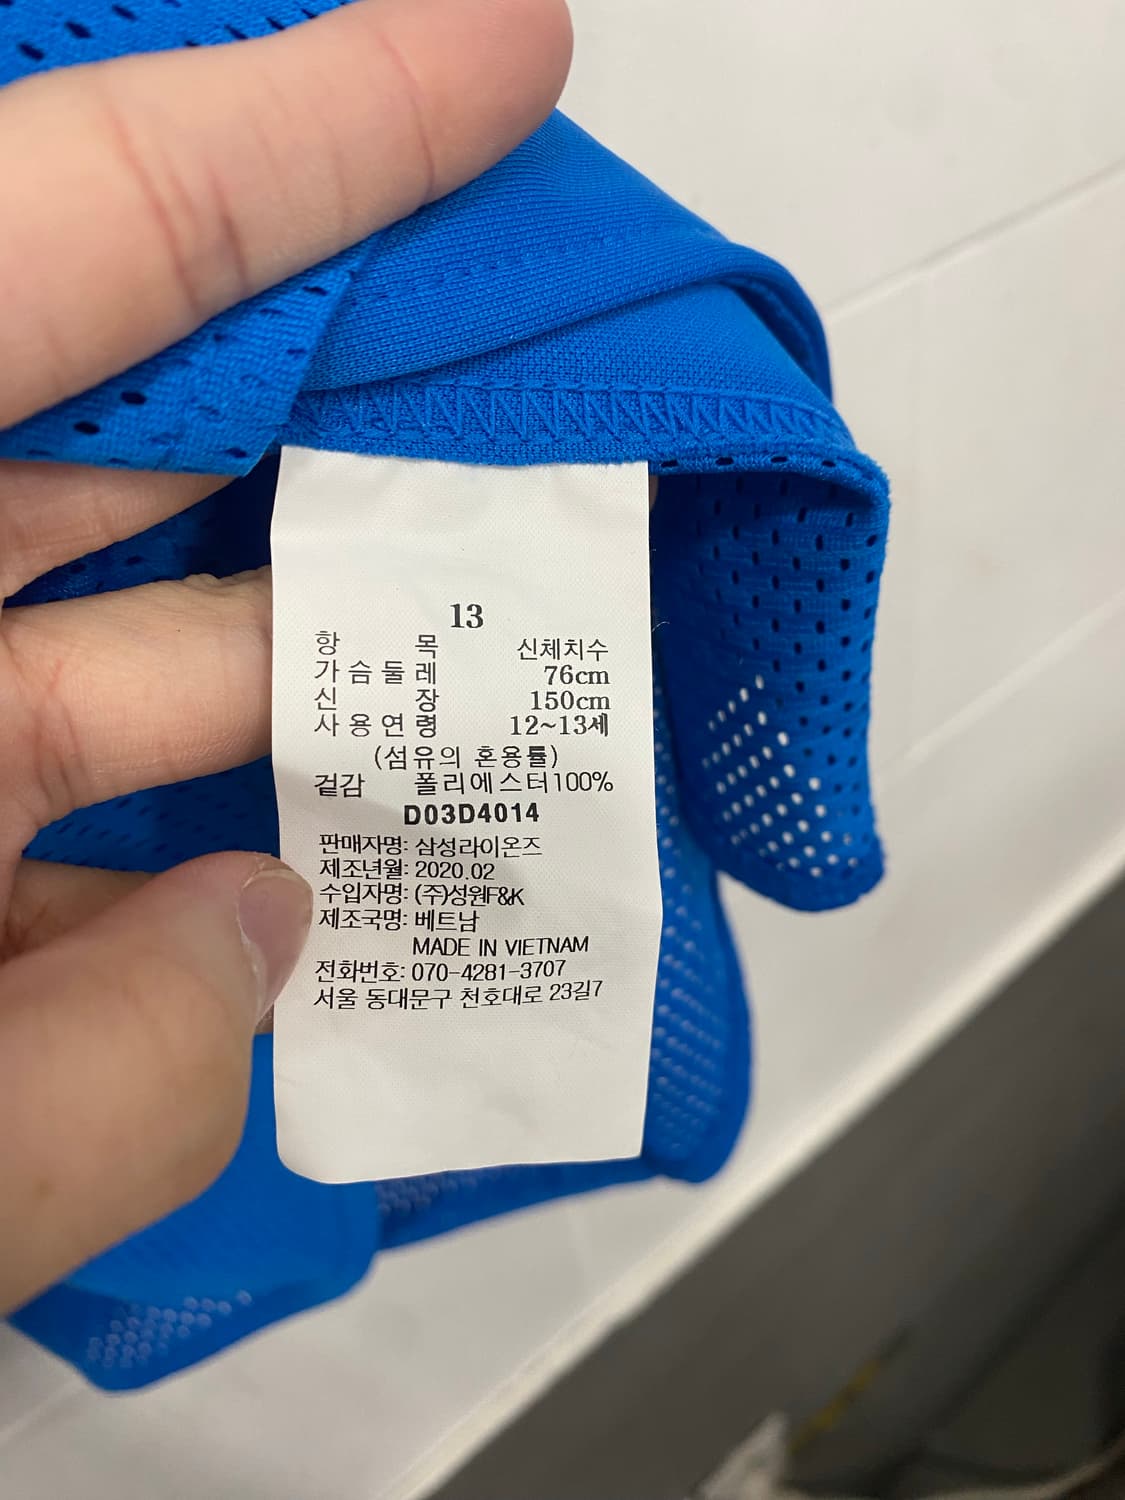 13
항 목 신체치수
가슴둘레 76cm
신 장 150cm
사용연령 12~13세
(섬유의 혼용률)
겉감 폴리에스터100%
D03D4014
판매자명: 삼성라이온즈
제조년월: 2020.02
수입자명: (주)성원F&K
제조국명: 베트남
MADE IN VIETNAM
전화번호: 070-4281-3707
서울 동대문구 천호대로 23길7